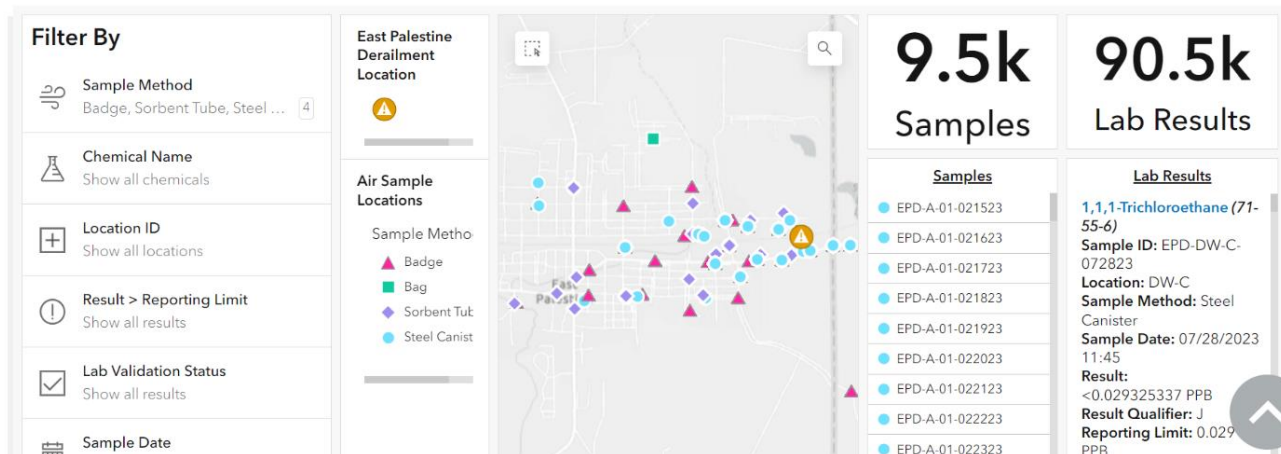 Filter By
Sample Method
Badge, Sorbent Tube, Steel ... 4
Chemical Name
Show all chemicals
Location ID
Show all locations
Result > Reporting Limit
Show all results
Lab Validation Status
Show all results
Sample Date
East Palestine
Derailment
Location
Air Sample
Locations
Sample Metho
Badge
Bag
Sorbent Tub
Steel Canist
East
Palestine
9.5k
Samples
90.5k
Lab Results
Samples
EPD-A-01-021523
EPD-A-01-021623
EPD-A-01-021723
EPD-A-01-021823
EPD-A-01-021923
EPD-A-01-022023
EPD-A-01-022123
EPD-A-01-022223
EPD-A-01-022323
Lab Results
1,1,1-Trichloroethane (71-
55-6)
Sample ID: EPD-DW-C-
072823
Location: DW-C
Sample Method: Steel
Canister
Sample Date: 07/28/2023
11:45
Result:
<0.029325337 PPB
Result Qualifier: J
Reporting Limit: 0.029
PPB